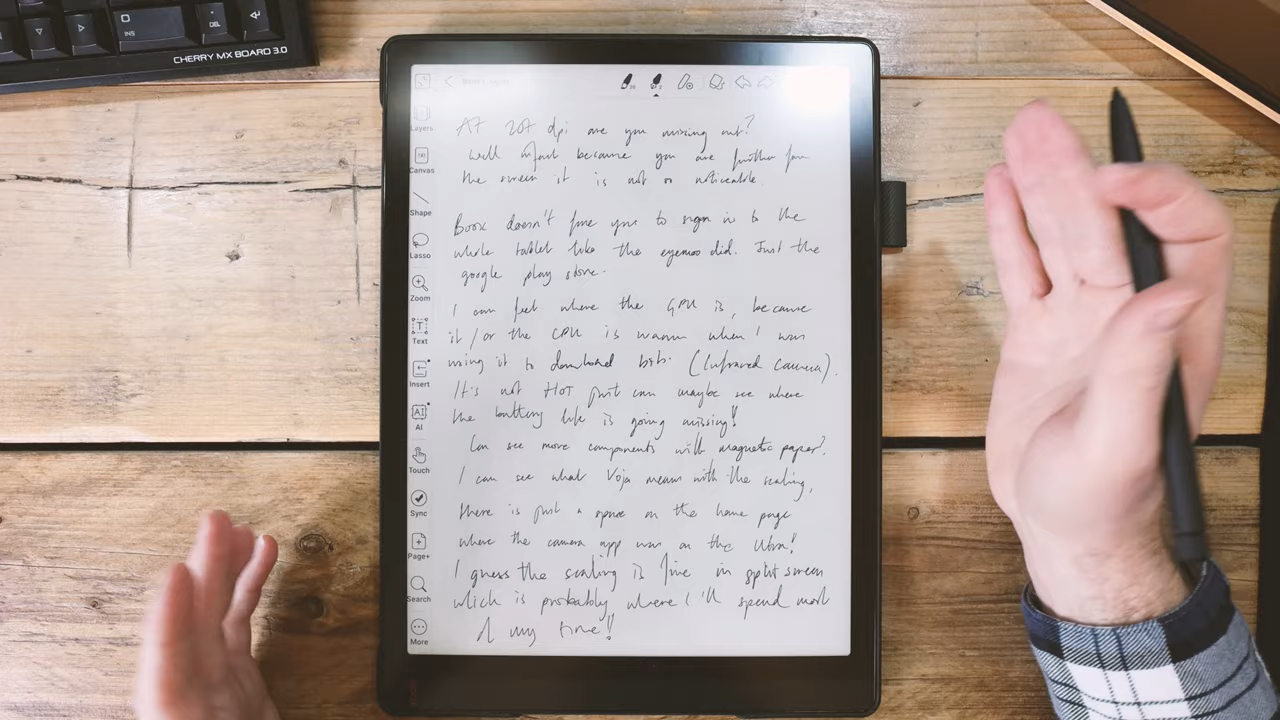 O
INS
DEL
CHERRY MX BOARD 3.0
Layers
Canvas
Shape
Lasso
Zoom
Text
Insert
AI
Touch
Sync
Page+
Search
More
AT 207 dpi are you missing out?
Well because you are further from
the screen it is not as noticeable.
Boox doesn't force you to sign in to the
whole tablet like the eyemoo did. Just the
google play store.
I can feel where the GPU is, because
it / or the CPU is warm when I was
using it to download bits. (Infrared camera).
It's not HOT just can maybe see where
the battery life is going missing!!
Can see more components with magnetic paper?
I can see what Voja means with the scaling,
there is just a space on the home page
where the camera app was on the Ultra!
I guess the scaling is fine in split screen
which is probably where I'll spend most
of my time!!